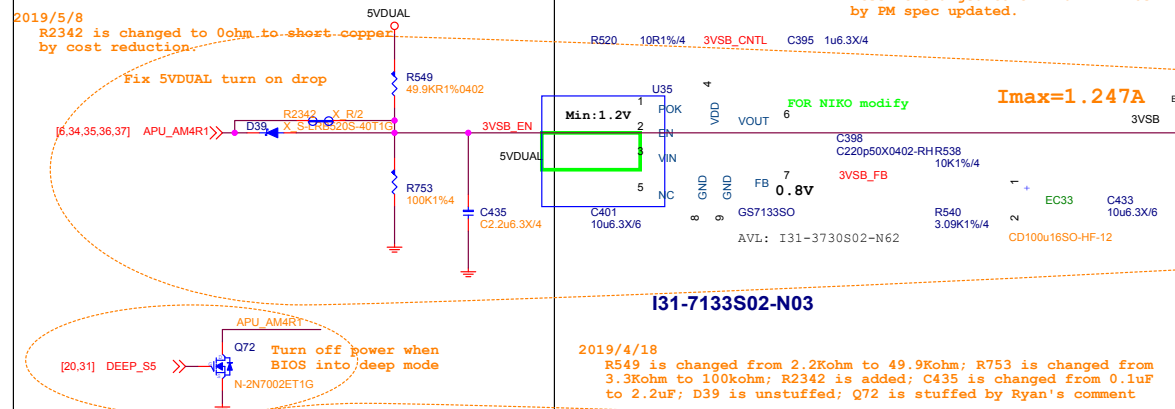 by PM spec updated.
2019/5/8
R2342 is changed to 0ohm to short copper
by cost reduction.
5VDUAL
R520 10R1%/4 3VSB_CNTL C395 1u6.3X/4
Fix 5VDUAL turn on drop
R549
49.9KR1%0402
U35
4
VDD
1 POK
FOR NIKO modify
Imax=1.247A
R2342 X_R/2
Min:1.2V
VOUT 6
3VSB
[6,34,35,36,37] APU_AM4R1
D39 X_S-LRB520S-40T1G
3VSB_EN
2 EN
C398
C220p50X0402-RH
R538
10K1%/4
5VDUAL
3 VIN
3VSB_FB
R753
100K1%4
5 NC
GND
GND
FB 7
0.8V
1
+
EC33
C435
C2.2u6.3X/4
C401
10u6.3X/6
8
9
GS7133SO
R540
3.09K1%/4
2
CD100u16SO-HF-12
C433
10u6.3X/6
AVL: I31-3730S02-N62
I31-7133S02-N03
APU_AM4R1
Q72
[20,31] DEEP_S5
N-2N7002ET1G
Turn off power when
BIOS into deep mode
2019/4/18
R549 is changed from 2.2Kohm to 49.9Kohm; R753 is changed from
3.3Kohm to 100kohm; R2342 is added; C435 is changed from 0.1uF
to 2.2uF; D39 is unstuffed; Q72 is stuffed by Ryan's comment